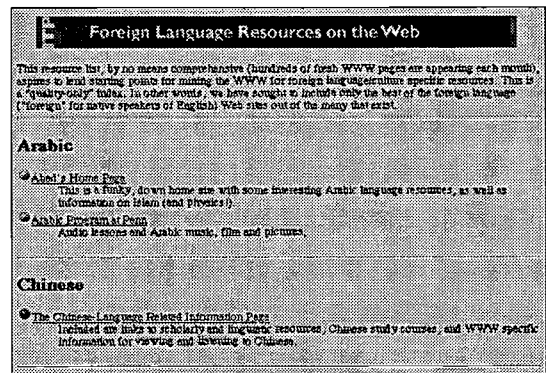 Foreign Language Resources on the Web
This resource list, by no means comprehensive (hundreds of fresh WWW pages are appearing each month),
aspires to lend starting points for mining the WWW for foreign language/culture specific resources. This is
a "quality-only" index. In other words, we have sought to include only the best of the foreign language
("foreign" for native speakers of English) Web sites out of the many that exist.
Arabic
Abed's Home Page
This is a funky, down home site with some interesting Arabic language resources, as well as
information on Islam (and physics!).
Arabic Program at Penn
Audio lessons and Arabic music, film and pictures.
Chinese
The Chinese-Language Related Information Page
Included are links to scholarly and linguistic resources, Chinese study courses, and WWW specific
information for viewing and listening to Chinese.